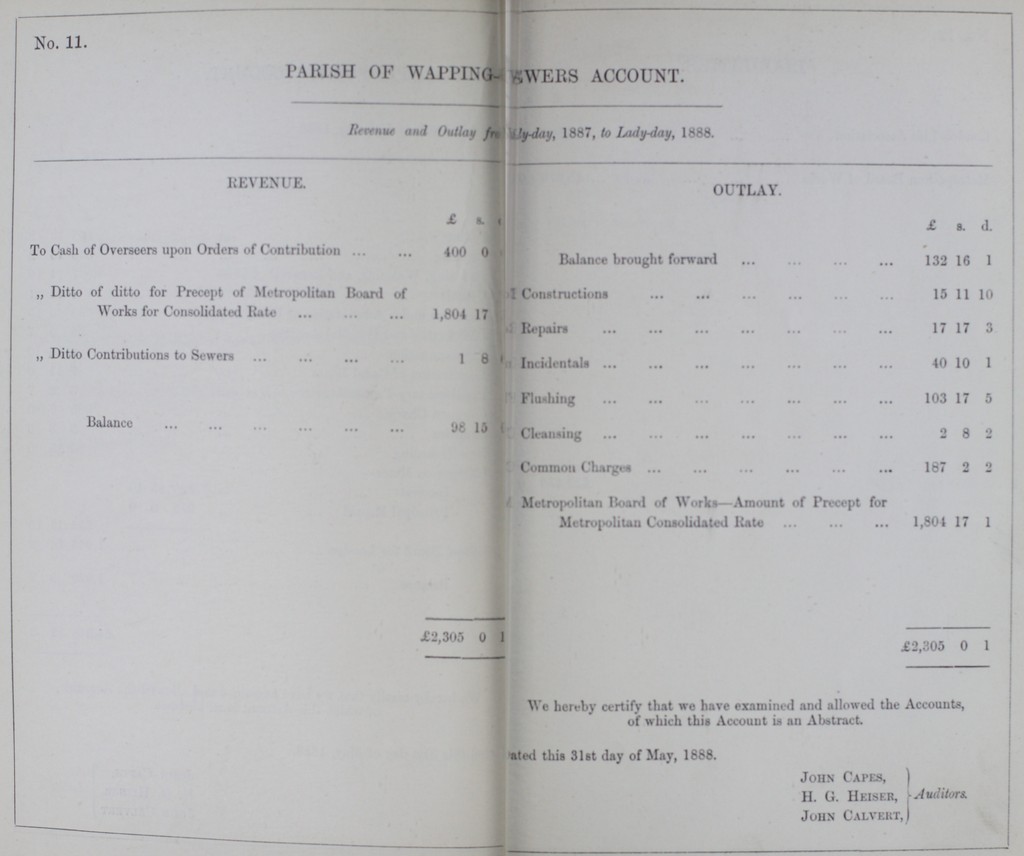 No. 11.
PARISH OF WAPPING— WERS ACCOUNT.
Revenue and Outlay ly-day, 1887, to Lady-day, 1888.
REVENUE.
£ s.
To Cash of Overseers upon Orders of Contribution ... ... 400 0
„ Ditto of ditto for Precept of Metropolitan Board of
Works for Consolidated Rate ... ... ... 1,804 17
„ Ditto Contributions to Sewers ... ... ... ... 1 8
Balance ... ... ... ... ... ... 98 15
£2,305 0 1
OUTLAY.
£ s. d.
Balance brought forward ... ... ... ... 132 16 1
Constructions ... ... ... ... ... ... 15 11 10
Repairs ... ... ... ... ... ... ... 17 17 3
Incidentals ... ... ... ... ... ... ... 40 10 1
Flushing ... ... ... ... ... ... ... 103 17 5
Cleansing ... ... ... ... ... ... ... 2 8 2
Common Charges ... ... ... ... ... ... 187 2 2
Metropolitan Board of Works—Amount of Precept for
Metropolitan Consolidated Rate ... ... ... 1,804 17 1
£2,305 0 1
We hereby certify that we have examined and allowed the Accounts,
of which this Account is an Abstract.
ated this 31st day of May, 1888.
JOHN CAPES,
H. G. HEISER, Auditors.
JOHN CALVERT,